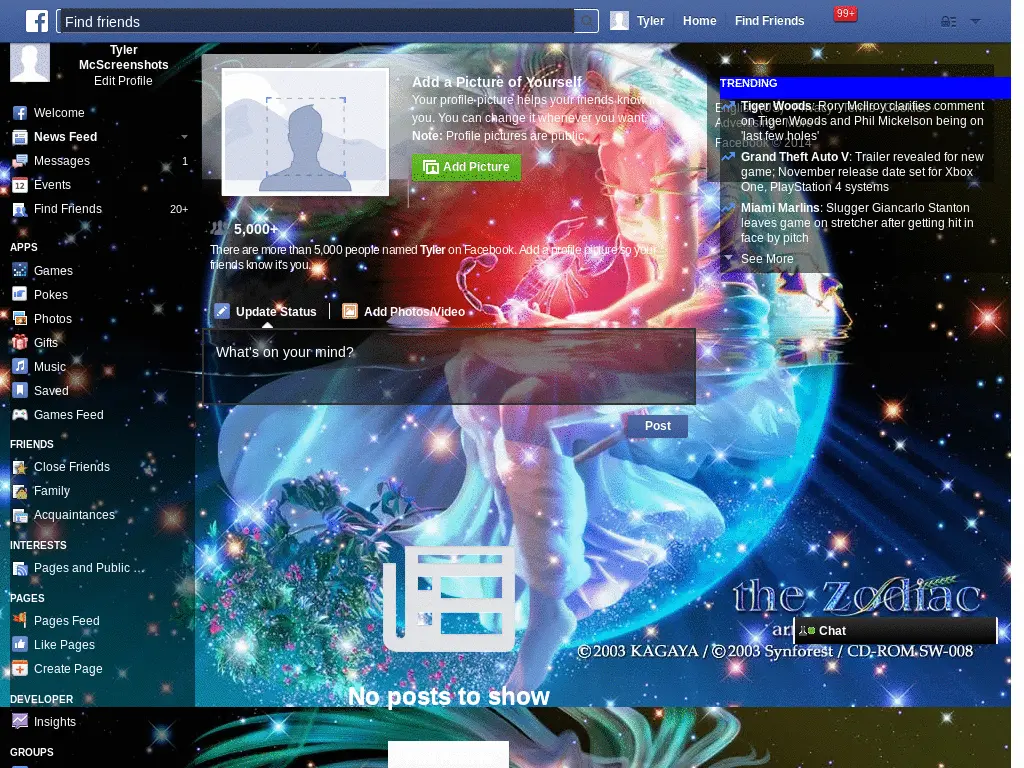 Find friends
Tyler
Home
Find Friends
99+
Tyler
McScreenshots
Edit Profile
Welcome
News Feed
Messages 1
Events
12
Find Friends 20+
APPS
Games
Pokes
Photos
Gifts
Music
Saved
Games Feed
FRIENDS
Close Friends
Family
Acquaintances
INTERESTS
Pages and Public ...
PAGES
Pages Feed
Like Pages
Create Page
DEVELOPER
Insights
GROUPS
Add a Picture of Yourself
Your profile picture helps your friends know it's
you. You can change it whenever you want.
Note: Profile pictures are public.
Add Picture
5,000+
There are more than 5,000 people named Tyler on Facebook. Add a profile picture so your
friends know it's you.
Update Status
Add Photos/Video
What's on your mind?
Post
No posts to show
TRENDING
Tiger Woods: Rory McIlroy clarifies comment
on Tiger Woods and Phil Mickelson being on
'last few holes'
Facebook © 2014
Grand Theft Auto V: Trailer revealed for new
game; November release date set for Xbox
One, PlayStation 4 systems
Miami Marlins: Slugger Giancarlo Stanton
leaves game on stretcher after getting hit in
face by pitch
See More
the Zodiac
Chat
©2003 KAGAYA / ©2003 Synforest / CD-ROM SW-008